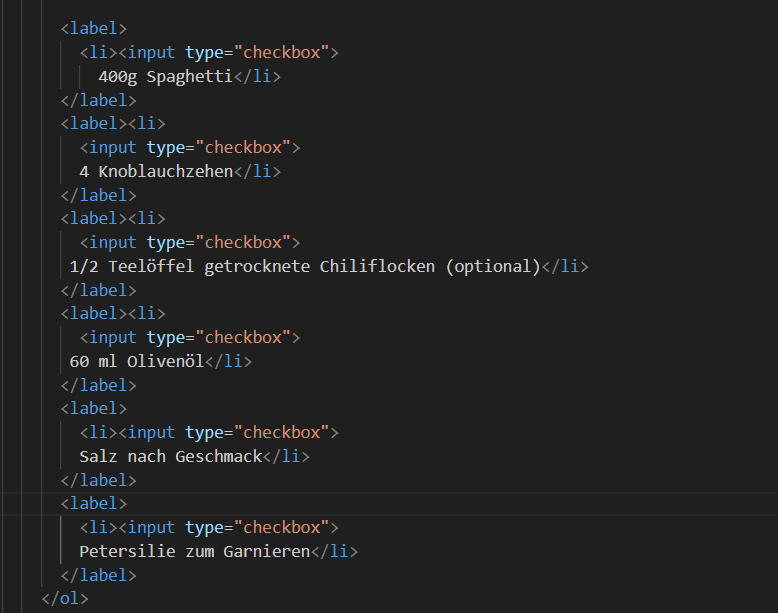 <label>
<li><input type="checkbox">
400g Spaghetti</li>
</label>
<label><li>
<input type="checkbox">
4 Knoblauchzehen</li>
</label>
<label><li>
<input type="checkbox">
1/2 Teelöffel getrocknete Chiliflocken (optional)</li>
</label>
<label><li>
<input type="checkbox">
60 ml Olivenöl</li>
</label>
<label>
<li><input type="checkbox">
Salz nach Geschmack</li>
</label>
<label>
<li><input type="checkbox">
Petersilie zum Garnieren</li>
</label>
</ol>